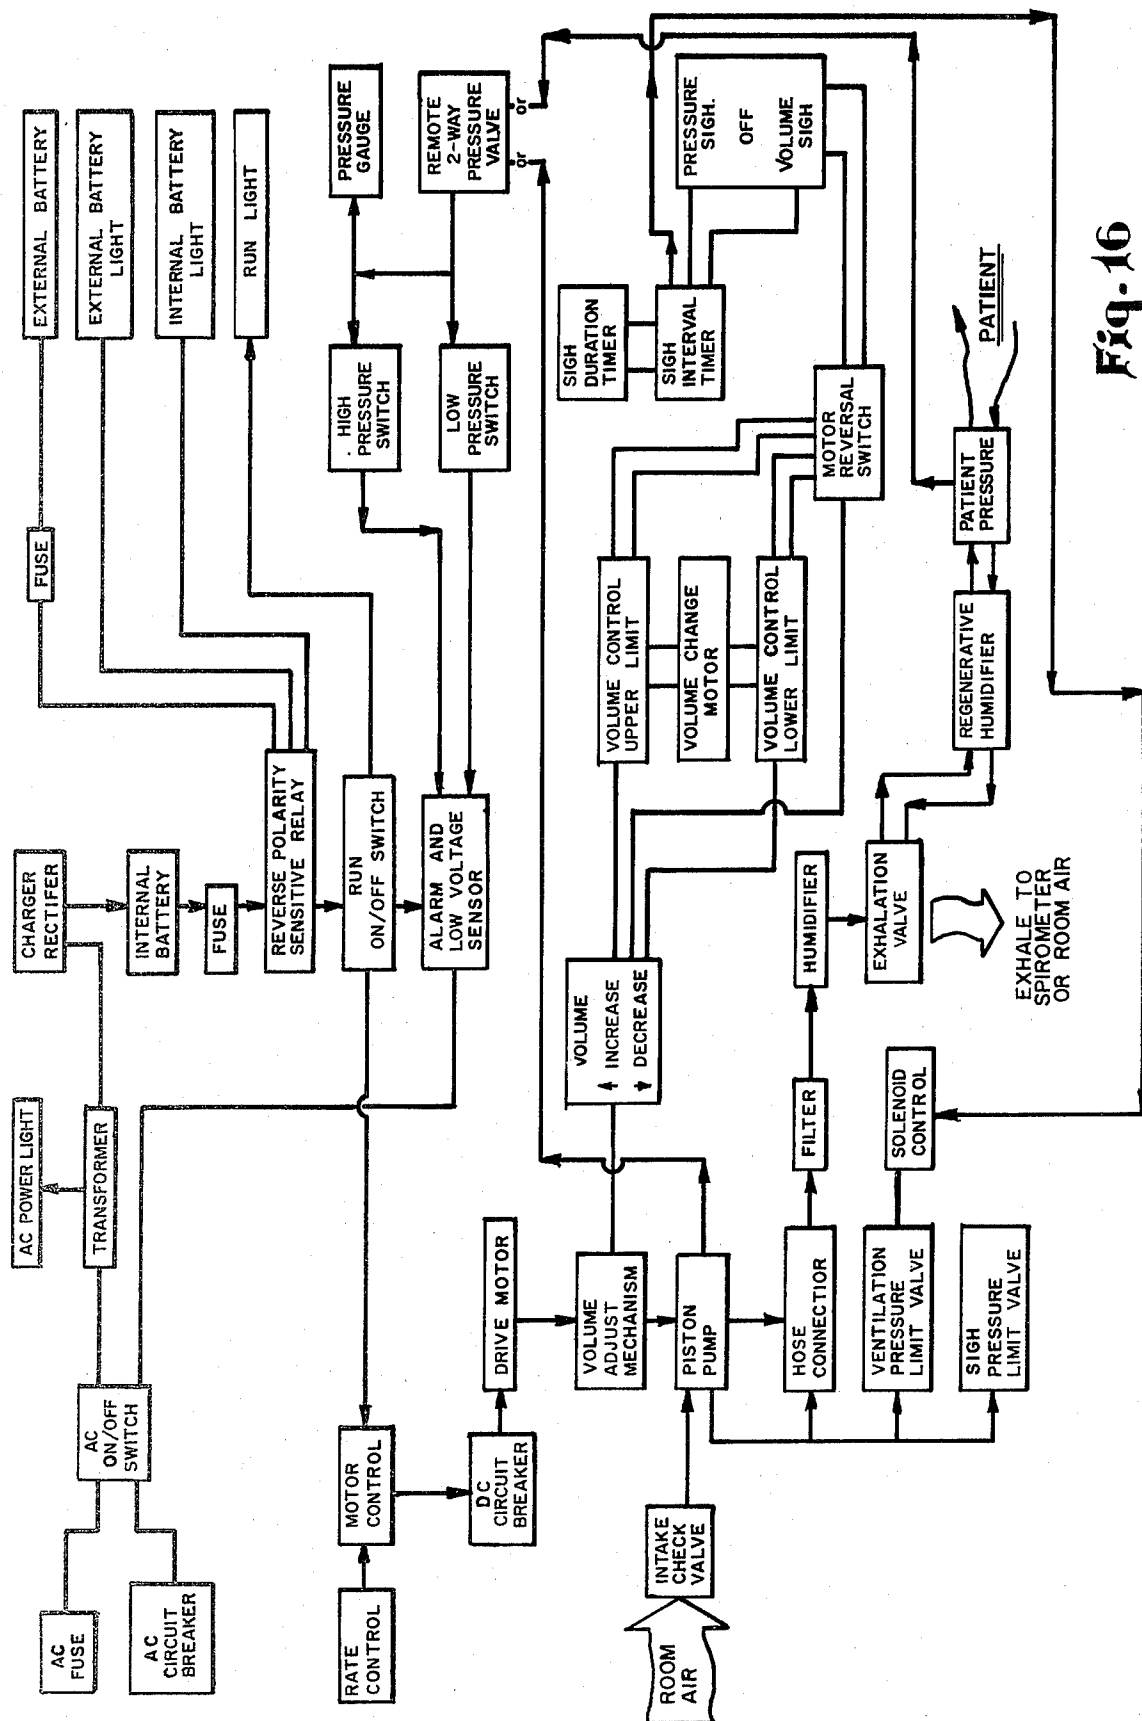 AC
FUSE
AC
CIRCUIT
BREAKER
AC
ON/OFF
SWITCH
AC POWER LIGHT
TRANSFORMER
CHARGER
RECTIFER
INTERNAL
BATTERY
FUSE
REVERSE POLARITY
SENSITIVE RELAY
RUN
ON/OFF SWITCH
ALARM AND
LOW VOLTAGE
SENSOR
FUSE
EXTERNAL BATTERY
EXTERNAL BATTERY
LIGHT
INTERNAL BATTERY
LIGHT
RUN LIGHT
HIGH
PRESSURE
SWITCH
LOW
PRESSURE
SWITCH
PRESSURE
GAUGE
REMOTE
2-WAY
PRESSURE
VALVE
or
or
RATE
CONTROL
MOTOR
CONTROL
DC
CIRCUIT
BREAKER
DRIVE MOTOR
VOLUME
ADJUST
MECHANISM
VOLUME
INCREASE
DECREASE
VOLUME CONTROL
UPPER LIMIT
VOLUME CHANGE
MOTOR
VOLUME CONTROL
LOWER LIMIT
MOTOR
REVERSAL
SWITCH
SIGH
DURATION
TIMER
SIGH
INTERVAL
TIMER
PRESSURE
SIGH.
OFF
VOLUME
SIGH
ROOM
AIR
INTAKE
CHECK
VALVE
PISTON
PUMP
HOSE
CONNECTION
FILTER
HUMIDIFIER
EXHALATION
VALVE
REGENERATIVE
HUMIDIFIER
PATIENT
PRESSURE
PATIENT
VENTILATION
PRESSURE
LIMIT VALVE
SOLENOID
CONTROL
SIGH
PRESSURE
LIMIT VALVE
EXHALE TO
SPIROMETER
OR ROOM AIR
Fig-16